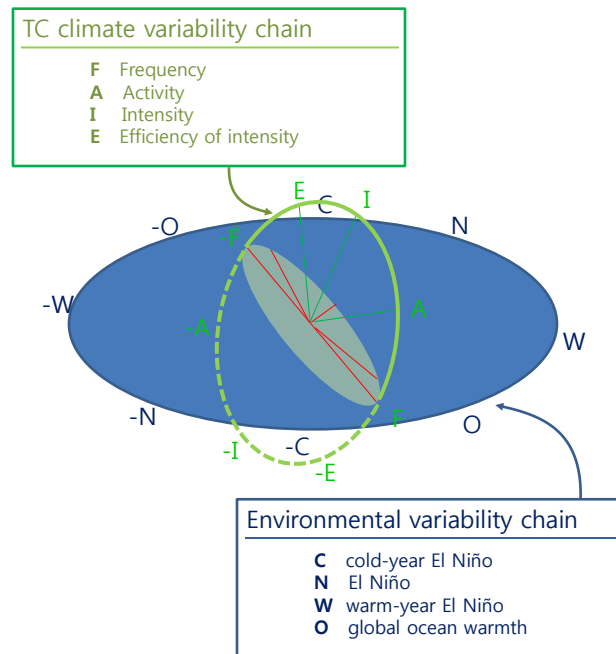 TC climate variability chain
F Frequency
A Activity
I Intensity
E Efficiency of intensity
E C I
-O -F N
-W -A A W
-N -I -C -E F O
Environmental variability chain
C cold-year El Niño
N El Niño
W warm-year El Niño
O global ocean warmth